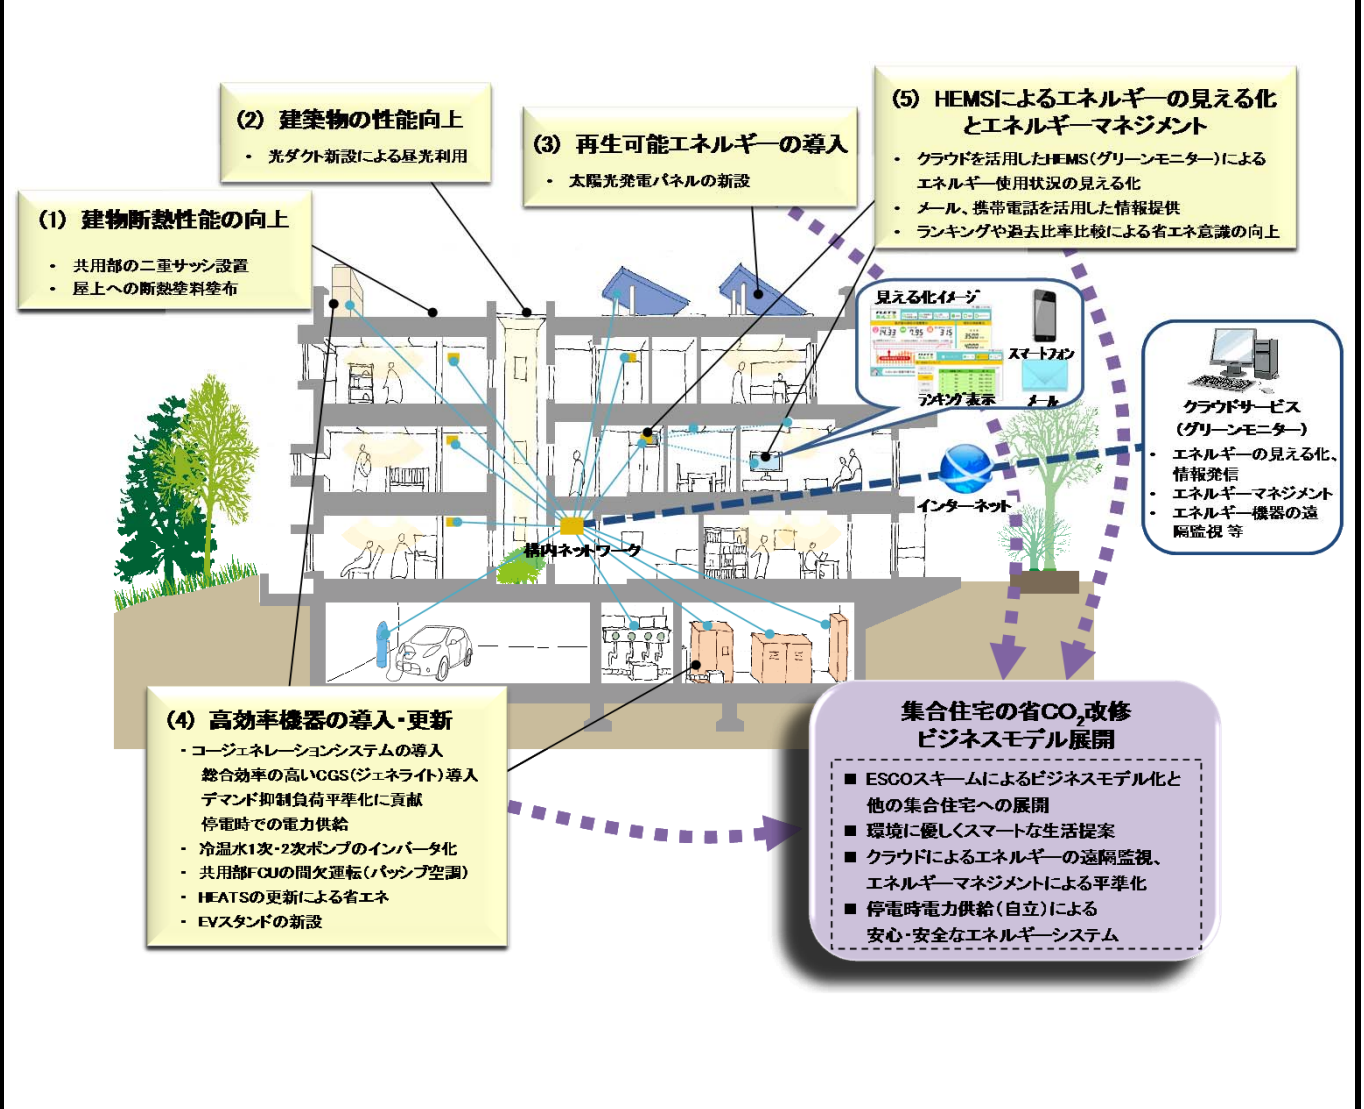 (1) 建物断熱性能の向上
・ 共用部の二重サッシ設置
・ 屋上への断熱塗料塗布
(2) 建築物の性能向上
・ 光ダクト新設による昼光利用
(3) 再生可能エネルギーの導入
・ 太陽光発電パネルの新設
(5) HEMSによるエネルギーの見える化
とエネルギーマネジメント
・ クラウドを活用したHEMS(グリーンモニター)による
エネルギー使用状況の見える化
・ メール、携帯電話を活用した情報提供
・ ランキングや過去比率比較による省エネ意識の向上
見える化イメージ
14.33 7.95 315
3500
スマートフォン
ランキング表示
メール
クラウドサービス
(グリーンモニター)
・ エネルギーの見える化、
情報発信
・ エネルギーマネジメント
・ エネルギー機器の遠
隔監視 等
インターネット
構内ネットワーク
(4) 高効率機器の導入・更新
・コージェネレーションシステムの導入
総合効率の高いCGS(ジェネライト)導入
デマンド抑制負荷平準化に貢献
停電時での電力供給
・ 冷温水1次・2次ポンプのインバータ化
・ 共用部FCUの間欠運転(パッシブ空調)
・ HEATSの更新による省エネ
・ EVスタンドの新設
集合住宅の省CO2改修
ビジネスモデル展開
■ ESCOスキームによるビジネスモデル化と
他の集合住宅への展開
■ 環境に優しくスマートな生活提案
■ クラウドによるエネルギーの遠隔監視、
エネルギーマネジメントによる平準化
■ 停電時電力供給(自立)による
安心・安全なエネルギーシステム